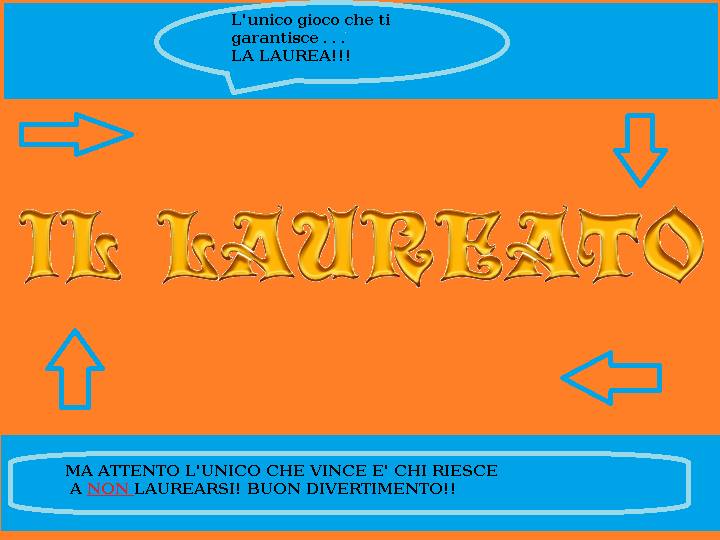 L'unico gioco che ti
garantisce . . .
LA LAUREA!!!
IL LAUREATO
MA ATTENTO L'UNICO CHE VINCE E' CHI RIESCE
A NON LAUREARSI! BUON DIVERTIMENTO!!